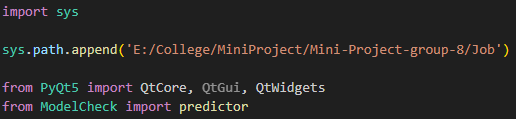 import sys
sys.path.append('E:/College/MiniProject/Mini-Project-group-8/Job')
from PyQt5 import QtCore, QtGui, QtWidgets
from ModelCheck import predictor